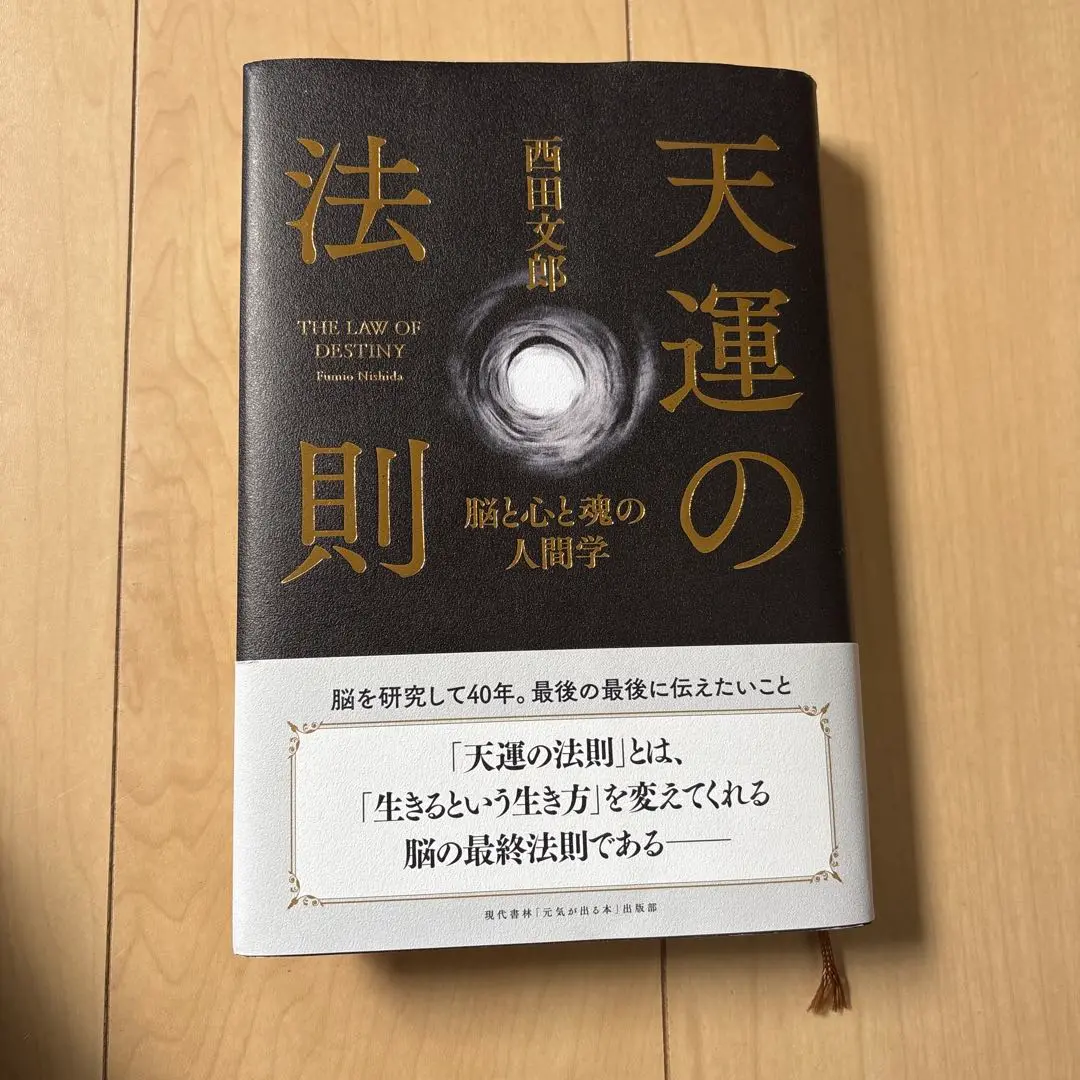 天運の
法則
西田文郎
THE LAW OF
DESTINY
Fumio Nishida
脳と心と魂の
人間学
脳を研究して40年。最後の最後に伝えたいこと
「天運の法則」とは、
「生きるという生き方」を変えてくれる
脳の最終法則である──
現代書林「元気が出る本」出版部